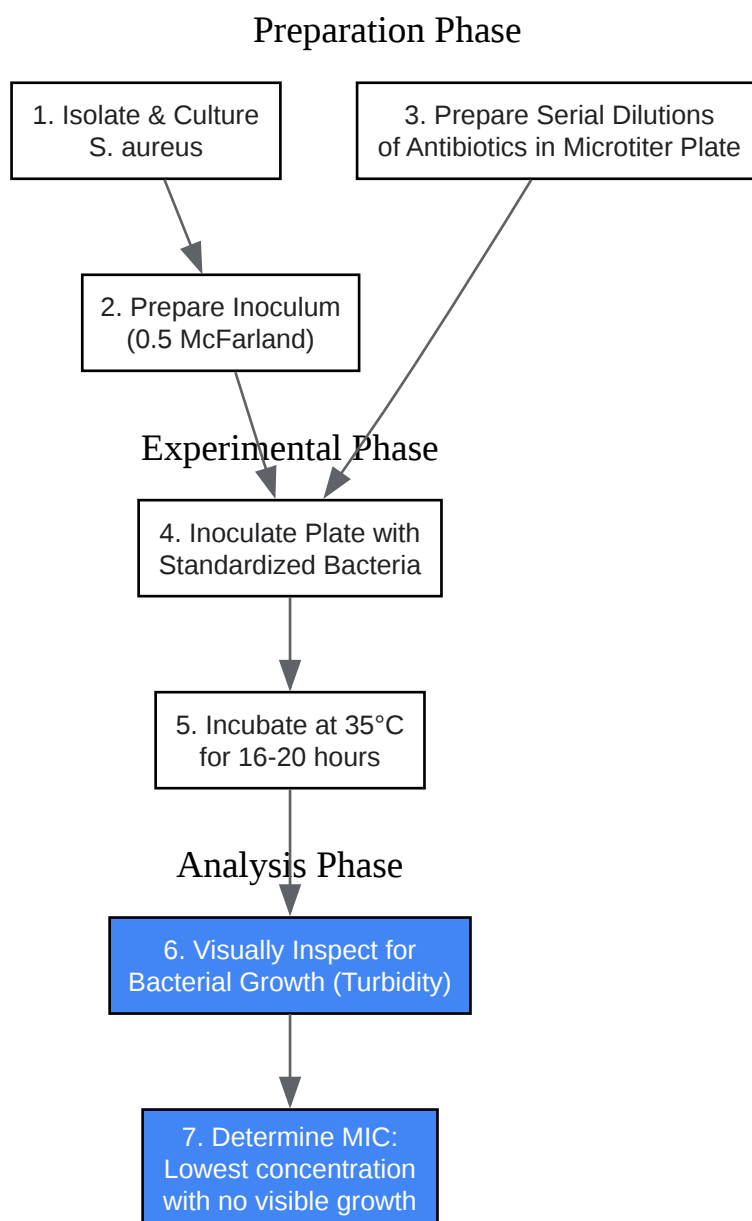 Preparation Phase
1. Isolate & Culture
S. aureus
3. Prepare Serial Dilutions
of Antibiotics in Microtiter Plate
2. Prepare Inoculum
(0.5 McFarland)
Experimental Phase
4. Inoculate Plate with
Standardized Bacteria
5. Incubate at 35°C
for 16-20 hours
Analysis Phase
6. Visually Inspect for
Bacterial Growth (Turbidity)
7. Determine MIC:
Lowest concentration
with no visible growth